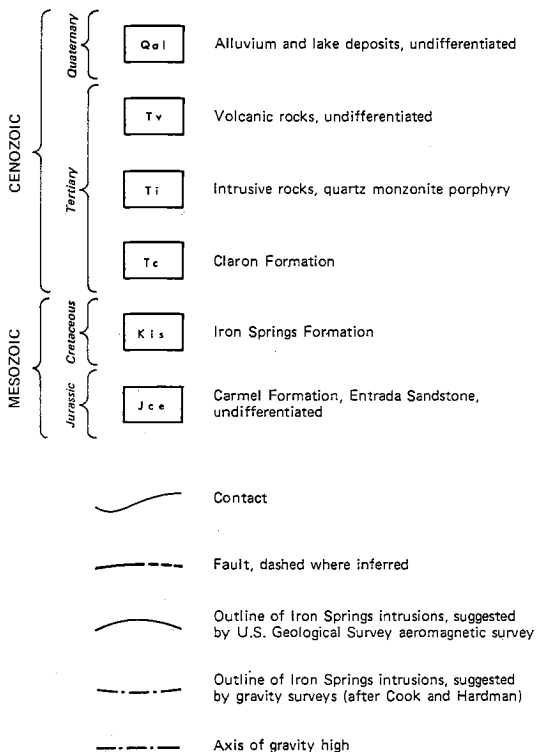 CENOZOIC
Quaternary
Qal
Alluvium and lake deposits, undifferentiated
Tertiary
Tv
Volcanic rocks, undifferentiated
Ti
Intrusive rocks, quartz monzonite porphyry
Tc
Claron Formation
MESOZOIC
Cretaceous
Kis
Iron Springs Formation
Jurassic
Jce
Carmel Formation, Entrada Sandstone,
undifferentiated
Contact
Fault, dashed where inferred
Outline of Iron Springs intrusions, suggested
by U.S. Geological Survey aeromagnetic survey
Outline of Iron Springs intrusions, suggested
by gravity surveys (after Cook and Hardman)
Axis of gravity high